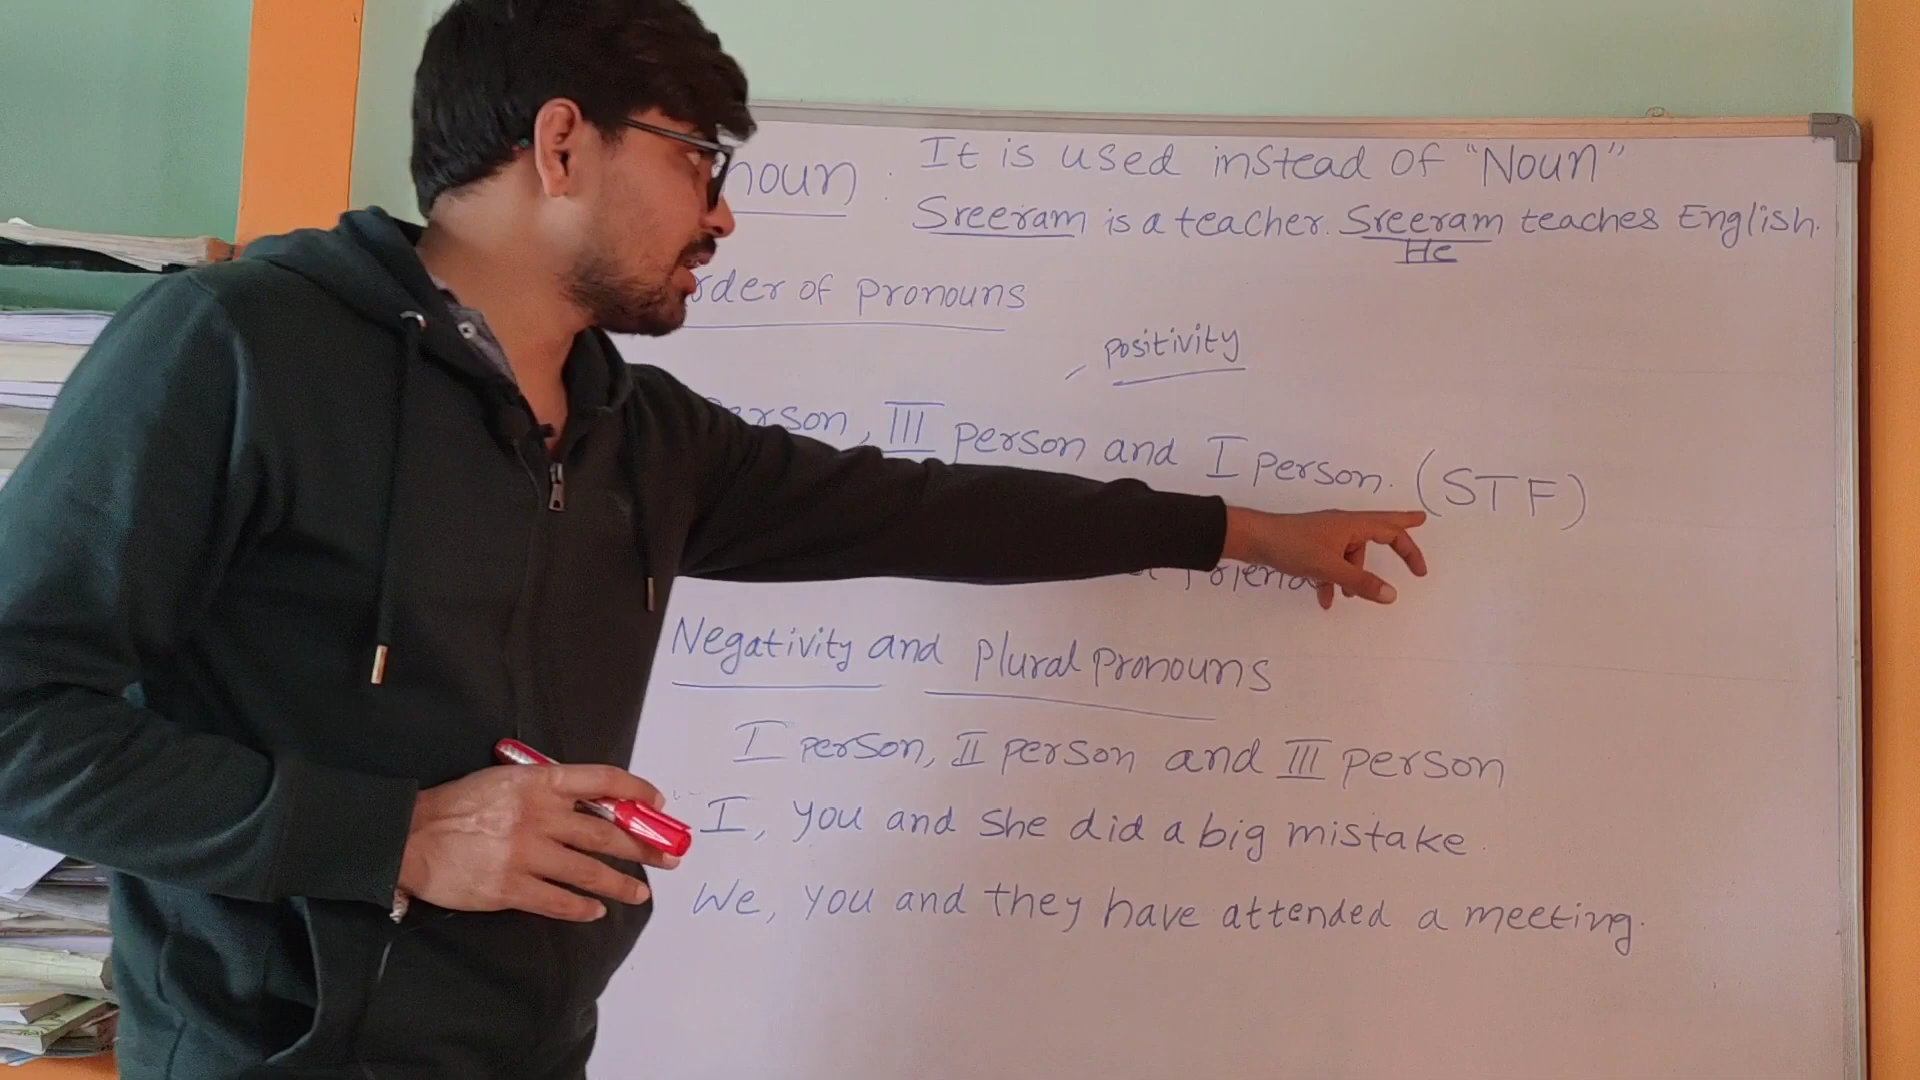 noun : It is used instead of "Noun"
Sreeram is a teacher. Sreeram teaches English.
He
rder of pronouns
positivity
erson, III person and I person. (STF)
Negativity and plural pronouns
I person, II person and III person
I, you and she did a big mistake.
We, you and they have attended a meeting.